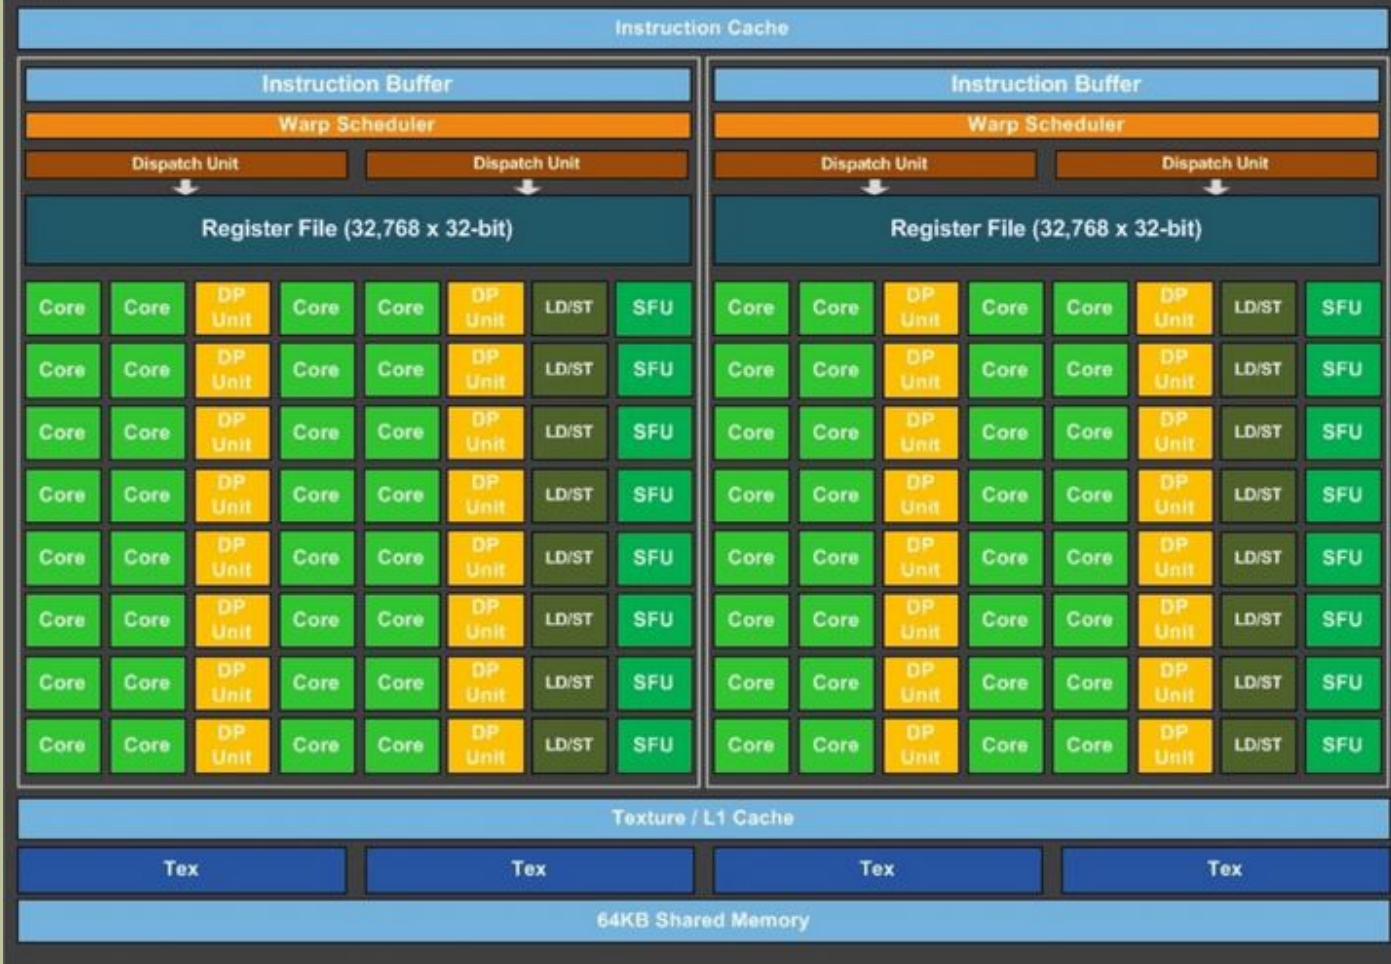 Instruction Cache
Instruction Buffer Instruction Buffer
Warp Scheduler Warp Scheduler
Dispatch Unit Dispatch Unit Dispatch Unit Dispatch Unit
Register File (32,768 x 32-bit) Register File (32,768 x 32-bit)
Core Core DP Unit Core Core DP Unit LD/ST SFU Core Core DP Unit Core Core DP Unit LD/ST SFU
Core Core DP Unit Core Core DP Unit LD/ST SFU Core Core DP Unit Core Core DP Unit LD/ST SFU
Core Core DP Unit Core Core DP Unit LD/ST SFU Core Core DP Unit Core Core DP Unit LD/ST SFU
Core Core DP Unit Core Core DP Unit LD/ST SFU Core Core DP Unit Core Core DP Unit LD/ST SFU
Core Core DP Unit Core Core DP Unit LD/ST SFU Core Core DP Unit Core Core DP Unit LD/ST SFU
Core Core DP Unit Core Core DP Unit LD/ST SFU Core Core DP Unit Core Core DP Unit LD/ST SFU
Core Core DP Unit Core Core DP Unit LD/ST SFU Core Core DP Unit Core Core DP Unit LD/ST SFU
Core Core DP Unit Core Core DP Unit LD/ST SFU Core Core DP Unit Core Core DP Unit LD/ST SFU
Texture / L1 Cache
Tex Tex Tex Tex
64KB Shared Memory